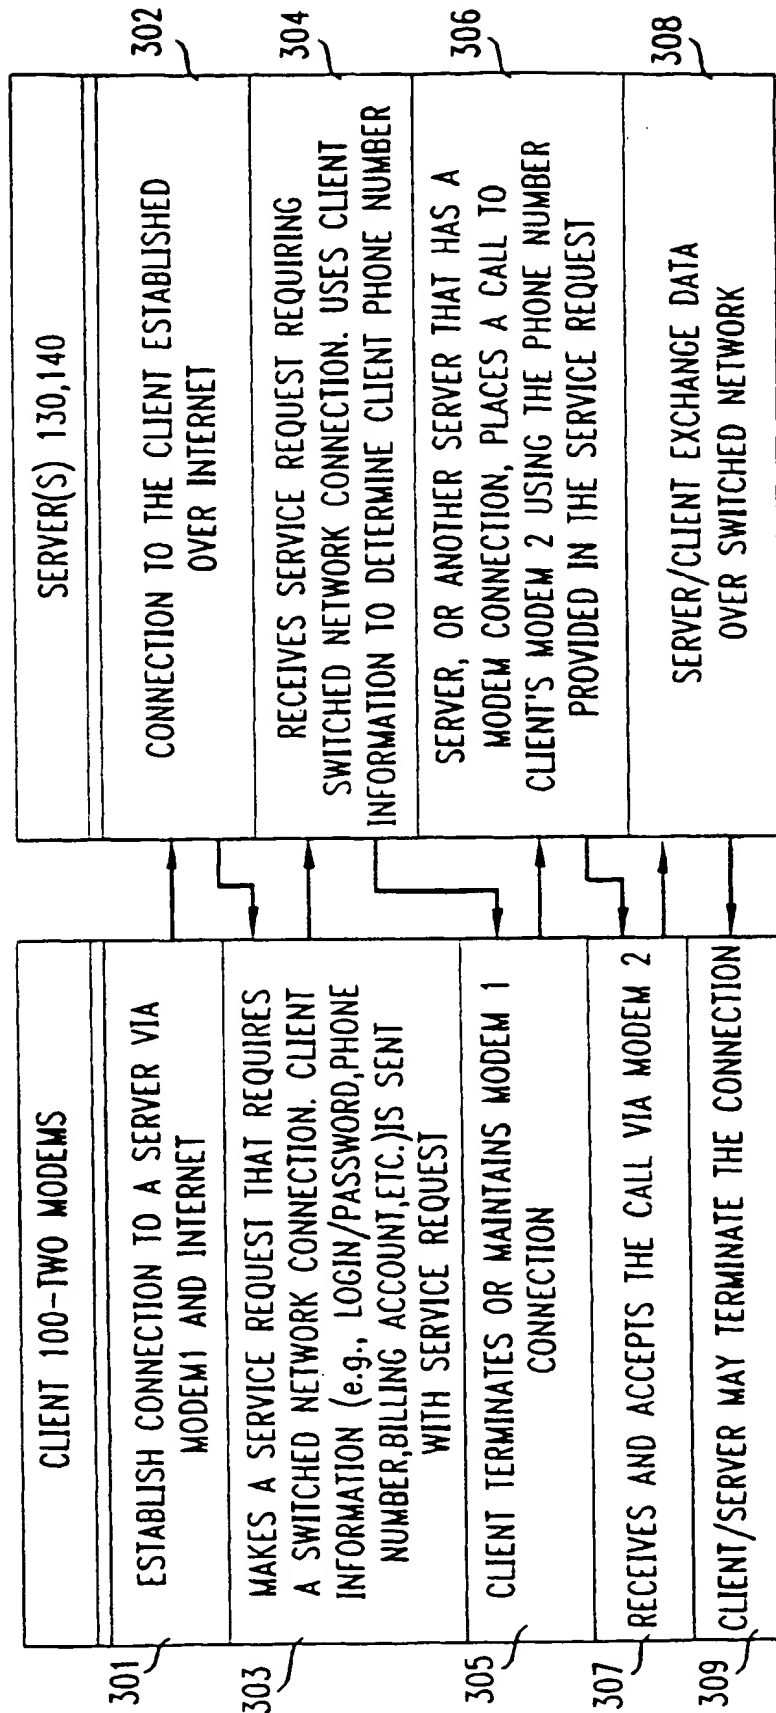 CLIENT 100-TWO MODEMS
301
ESTABLISH CONNECTION TO A SERVER VIA
MODEM1 AND INTERNET
303
MAKES A SERVICE REQUEST THAT REQUIRES
A SWITCHED NETWORK CONNECTION. CLIENT
INFORMATION (e.g., LOGIN/PASSWORD,PHONE
NUMBER,BILLING ACCOUNT,ETC.)IS SENT
WITH SERVICE REQUEST
305
CLIENT TERMINATES OR MAINTAINS MODEM 1
CONNECTION
307
RECEIVES AND ACCEPTS THE CALL VIA MODEM 2
309
CLIENT/SERVER MAY TERMINATE THE CONNECTION
SERVER(S) 130,140
CONNECTION TO THE CLIENT ESTABLISHED
OVER INTERNET
302
RECEIVES SERVICE REQUEST REQUIRING
SWITCHED NETWORK CONNECTION. USES CLIENT
INFORMATION TO DETERMINE CLIENT PHONE NUMBER
304
SERVER, OR ANOTHER SERVER THAT HAS A
MODEM CONNECTION, PLACES A CALL TO
CLIENT'S MODEM 2 USING THE PHONE NUMBER
PROVIDED IN THE SERVICE REQUEST
306
SERVER/CLIENT EXCHANGE DATA
OVER SWITCHED NETWORK
308